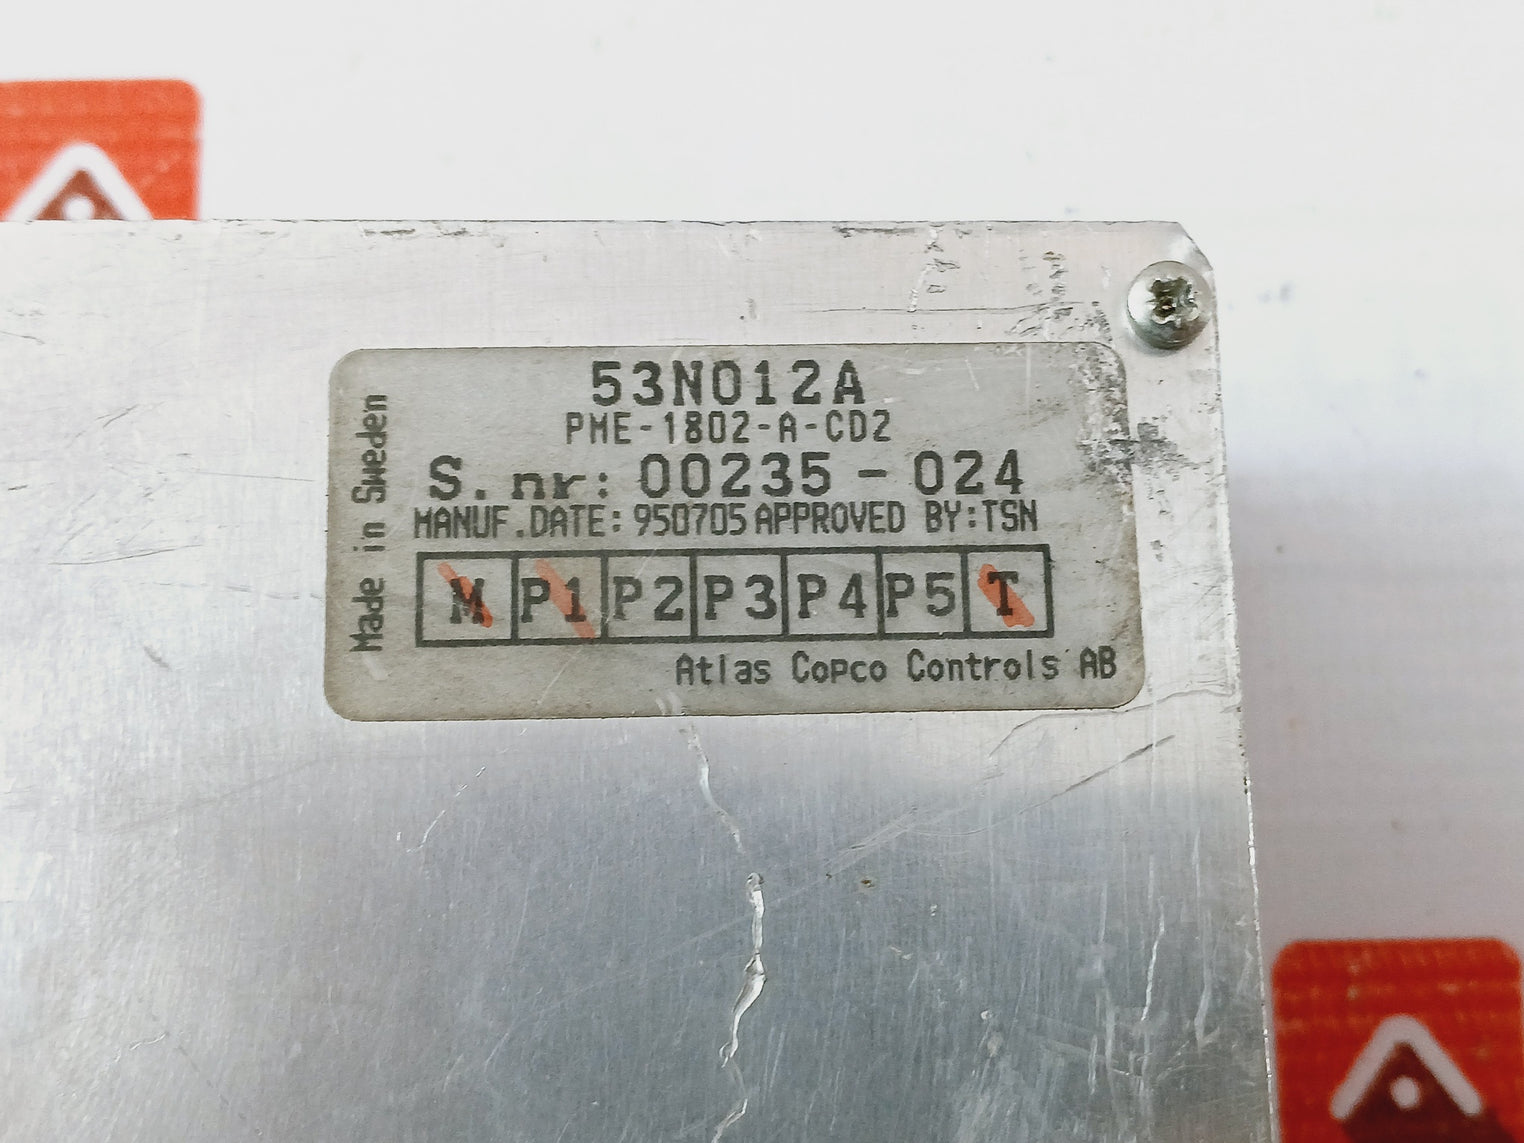 53N012A
PME-1802-A-CD2
S. nr: 00235-024
MANUF.DATE: 950705 APPROVED BY:TSN
M P1 P2 P3 P4 P5 T
Atlas Copco Controls AB
Made in Sweden